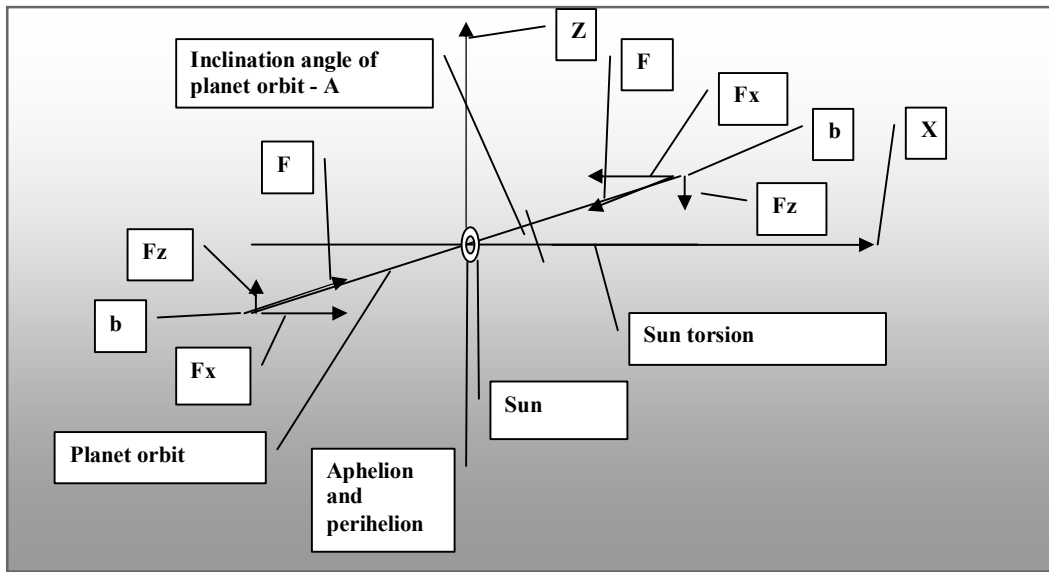 Z
Inclination angle of
planet orbit - A
F
Fx
b
X
F
Fz
Fz
b
Fx
Sun torsion
Sun
Planet orbit
Aphelion
and
perihelion